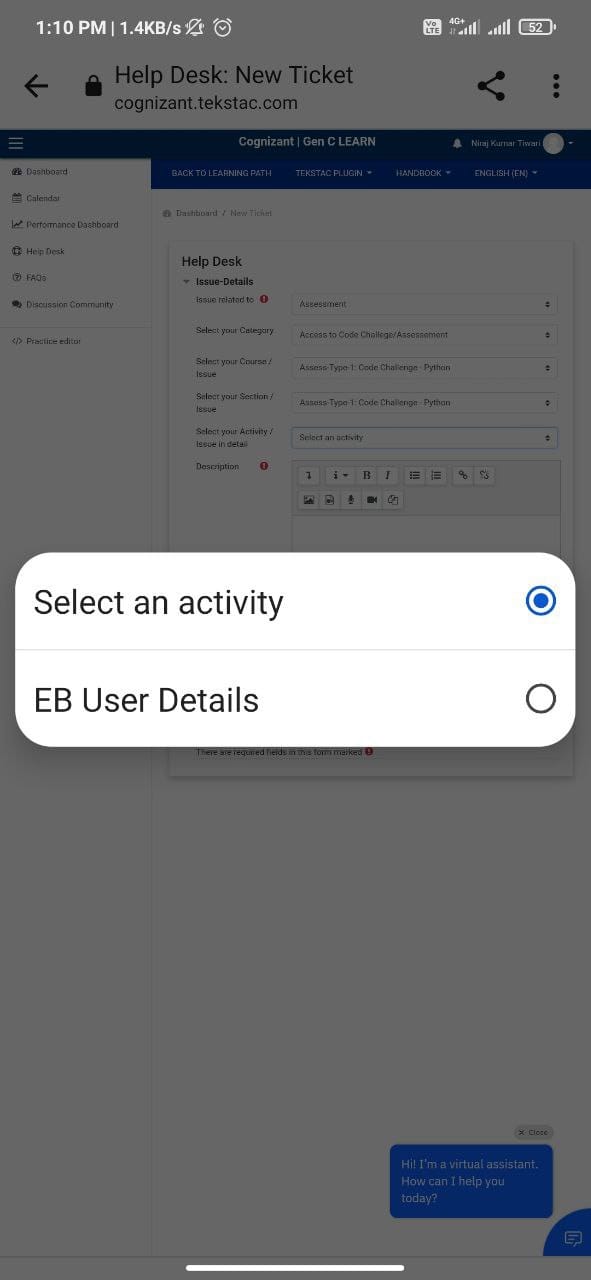 1:10 PM | 1.4KB/s
Vo LTE 4G+ 52
Help Desk: New Ticket
cognizant.tekstac.com
Cognizant | Gen C LEARN
Niraj Kumar Tiwari
Dashboard
Calendar
Performance Dashboard
Help Desk
FAQs
Discussion Community
</> Practice editor
BACK TO LEARNING PATH TEKSTAC PLUGIN HANDBOOK ENGLISH (EN)
Dashboard / New Ticket
Help Desk
Issue-Details
Issue related to
Assessment
Select your Category
Access to Code Challege/Assessement
Select your Course /
Issue
Assess-Type-1: Code Challenge - Python
Select your Section /
Issue
Assess-Type-1: Code Challenge - Python
Select your Activity /
Issue in detail
Select an activity
Description
i B I
Select an activity
EB User Details
There are required fields in this form marked
× Close
Hi! I'm a virtual assistant.
How can I help you
today?